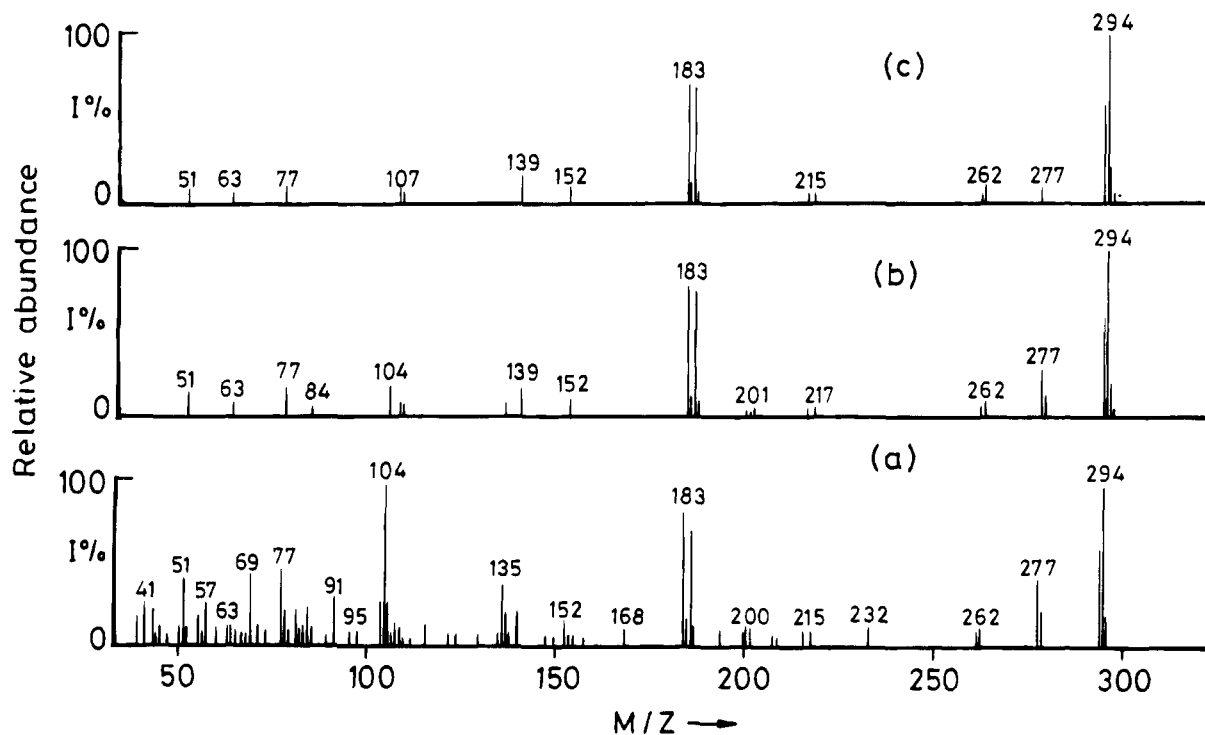 100
I%
0
51 63 77 107 139 152 183 215 262 277 294
(c)
100
I%
0
51 63 77 84 104 139 152 183 201 217 262 277 294
(b)
100
I%
0
41 51 57 63 69 77 91 95 104 135 152 168 183 200 215 232 262 277 294
(a)
Relative abundance
50 100 150 200 250 300
M/Z